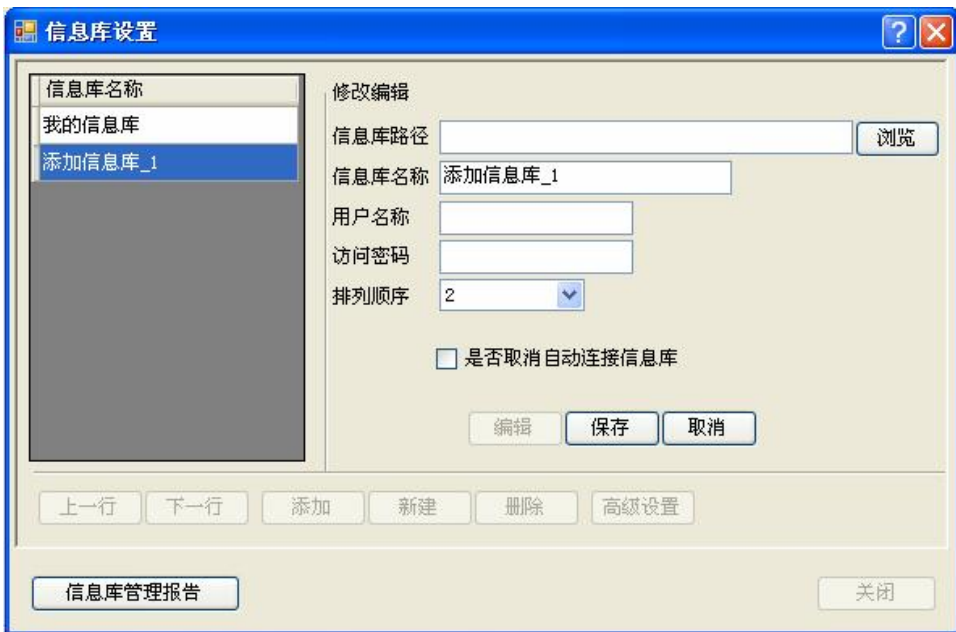 信息库设置
信息库名称
我的信息库
添加信息库_1
修改编辑
信息库路径
浏览
信息库名称 添加信息库_1
用户名称
访问密码
排列顺序 2
是否取消自动连接信息库
编辑 保存 取消
上一行 下一行 添加 新建 删除 高级设置
信息库管理报告 关闭